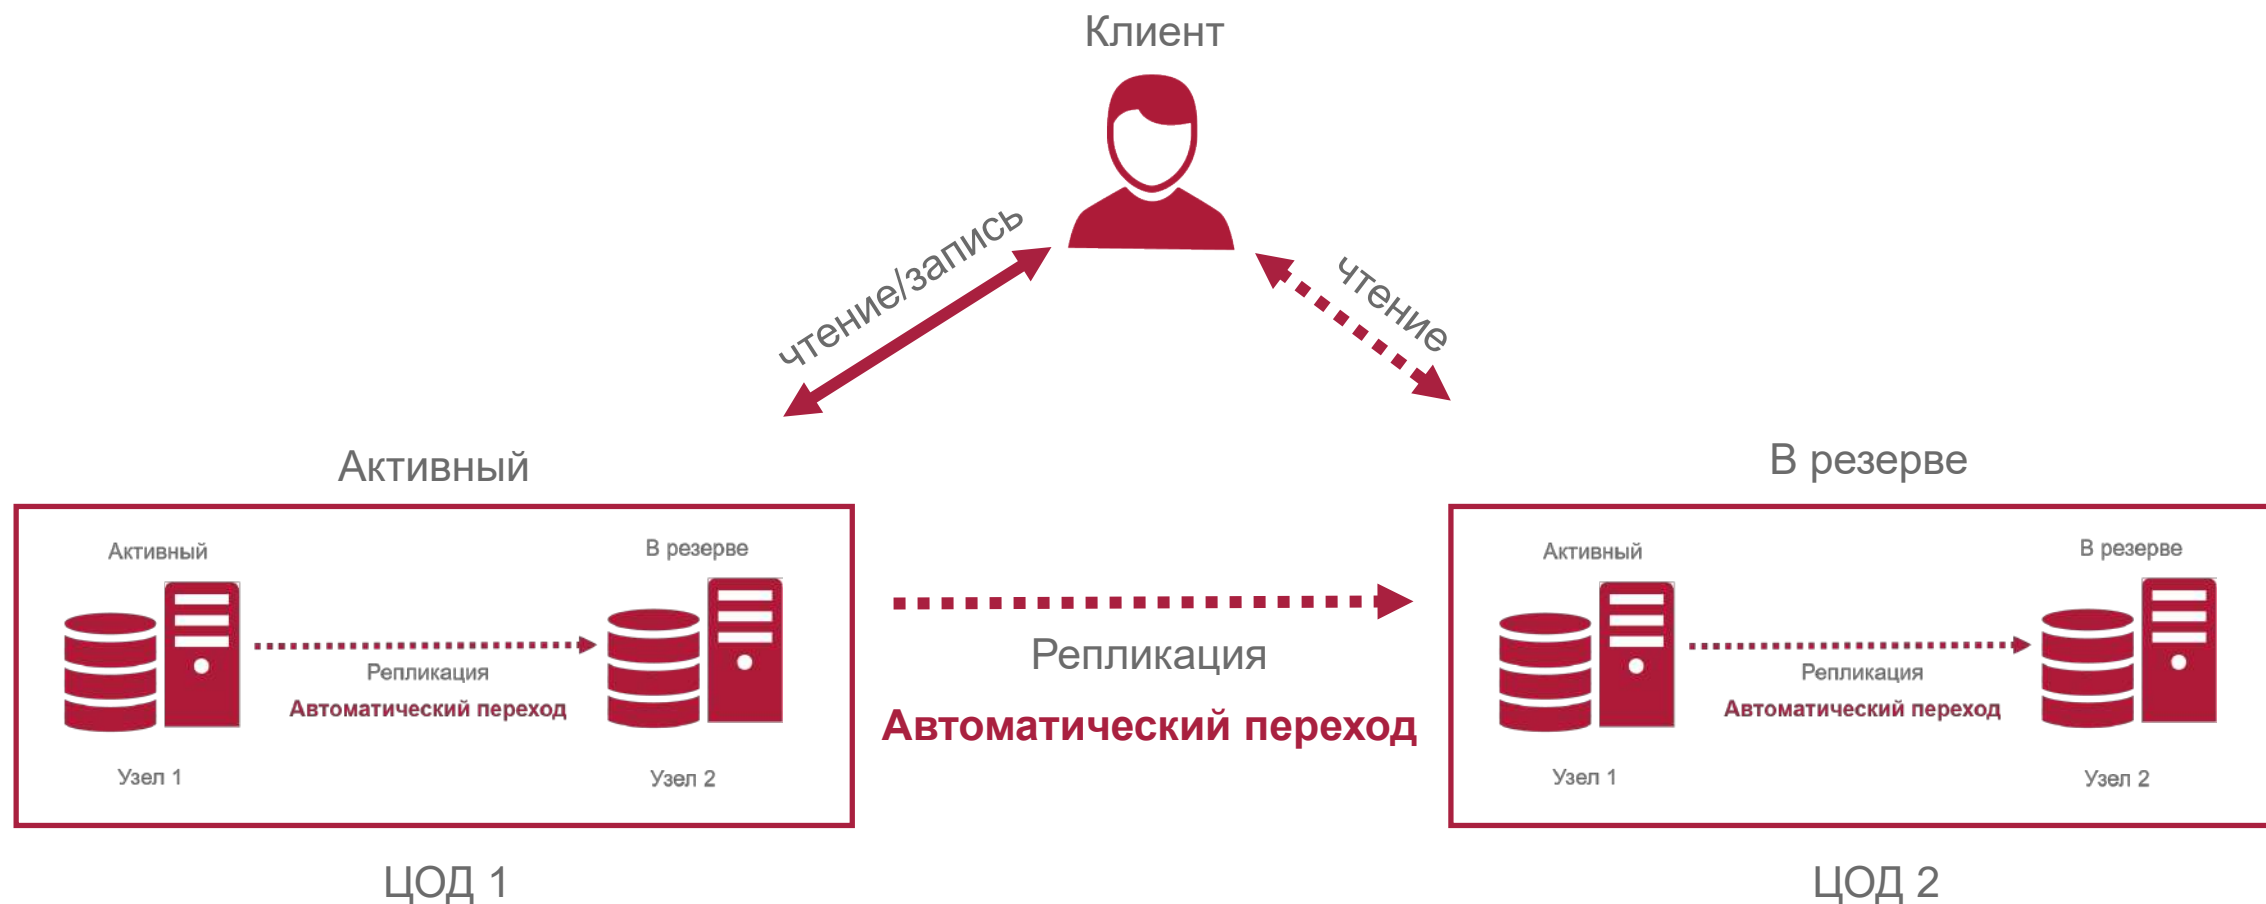 Клиент
чтение/запись
чтение
Активный
В резерве
Активный
В резерве
Репликация
Автоматический переход
Узел 1
Узел 2
Репликация
Автоматический переход
Активный
В резерве
Репликация
Автоматический переход
Узел 1
Узел 2
ЦОД 1
ЦОД 2